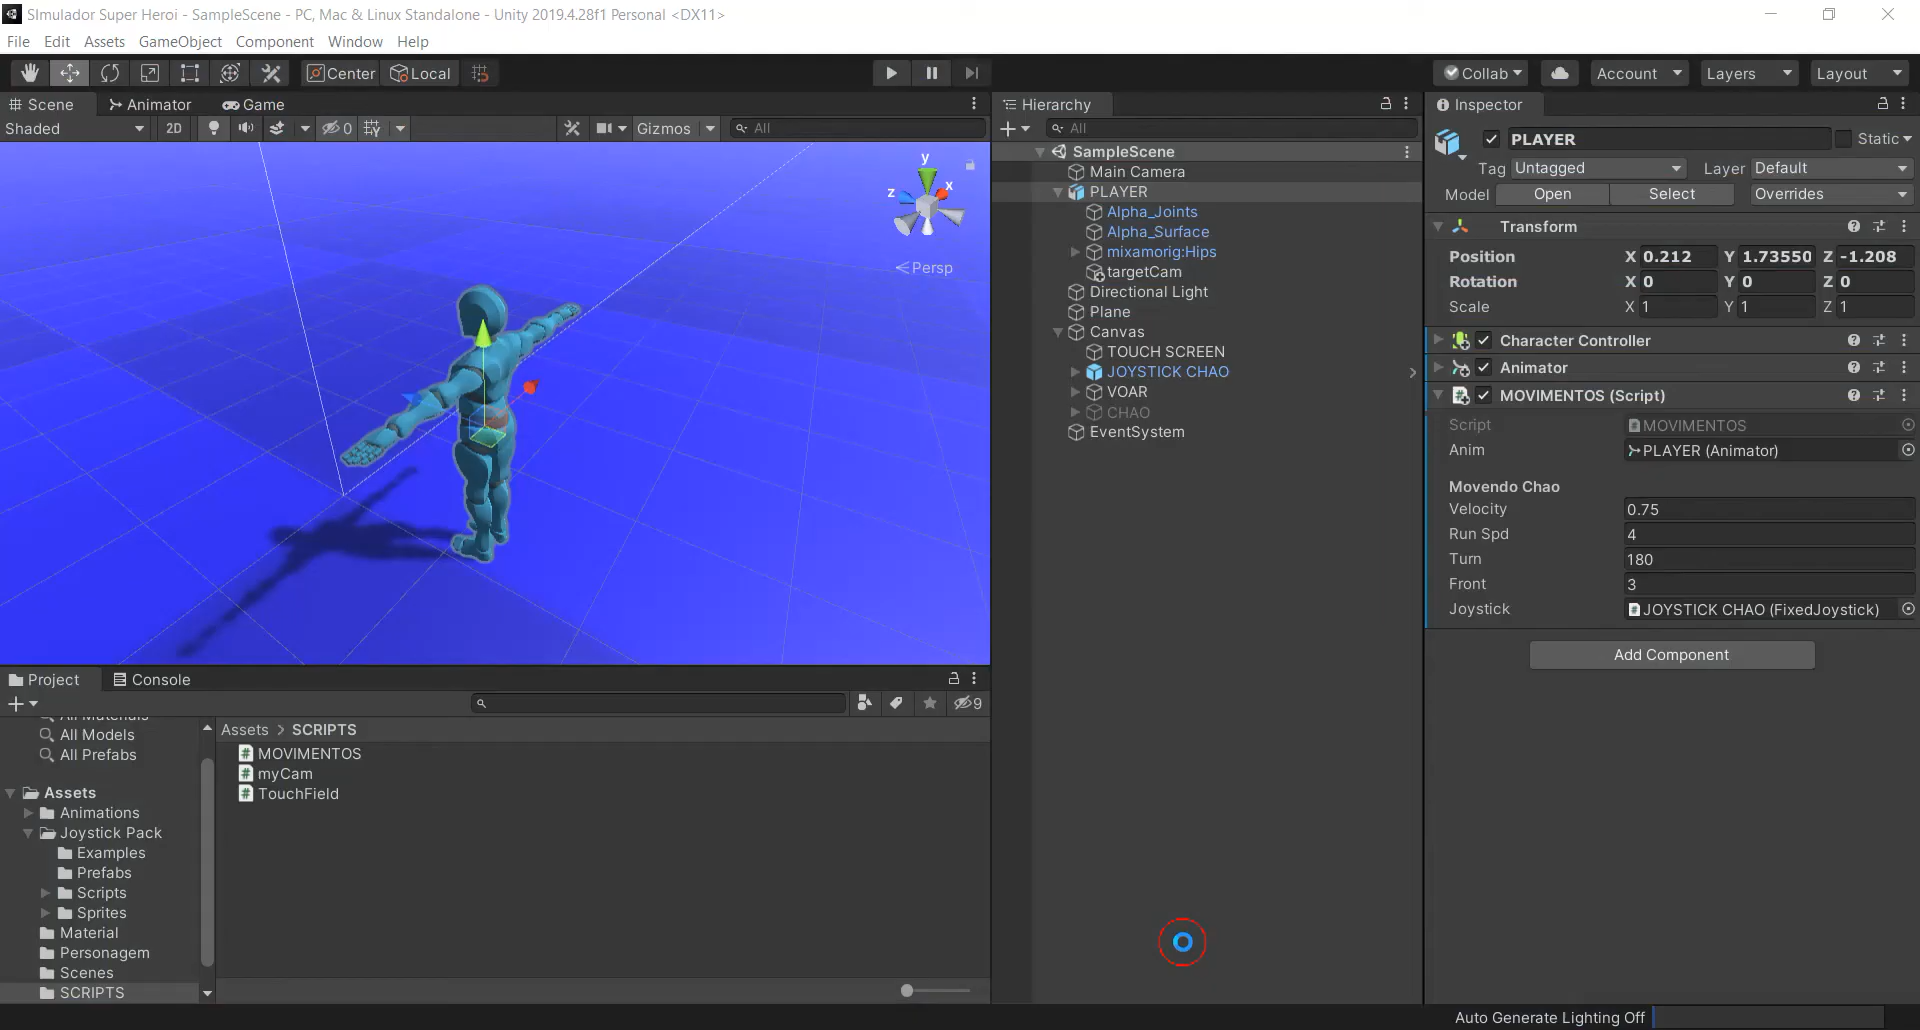 SImulador Super Heroi - SampleScene - PC, Mac & Linux Standalone - Unity 2019.4.28f1 Personal <DX11>
File Edit Assets GameObject Component Window Help
Center Local
Collab Account Layers Layout
Scene Animator Game
Shaded 2D 0 Gizmos All
y
x
z
Persp
Hierarchy
All
SampleScene
Main Camera
PLAYER
Alpha_Joints
Alpha_Surface
mixamorig:Hips
targetCam
Directional Light
Plane
Canvas
TOUCH SCREEN
JOYSTICK CHAO
VOAR
CHAO
EventSystem
Inspector
PLAYER Static
Tag Untagged Layer Default
Model Open Select Overrides
Transform
Position X 0.212 Y 1.73550 Z -1.208
Rotation X 0 Y 0 Z 0
Scale X 1 Y 1 Z 1
Character Controller
Animator
MOVIMENTOS (Script)
Script MOVIMENTOS
Anim PLAYER (Animator)
Movendo Chao
Velocity 0.75
Run Spd 4
Turn 180
Front 3
Joystick JOYSTICK CHAO (FixedJoystick)
Add Component
Project Console
9
All Materials
All Models
All Prefabs
Assets
Animations
Joystick Pack
Examples
Prefabs
Scripts
Sprites
Material
Personagem
Scenes
SCRIPTS
Assets > SCRIPTS
MOVIMENTOS
myCam
TouchField
Auto Generate Lighting Off